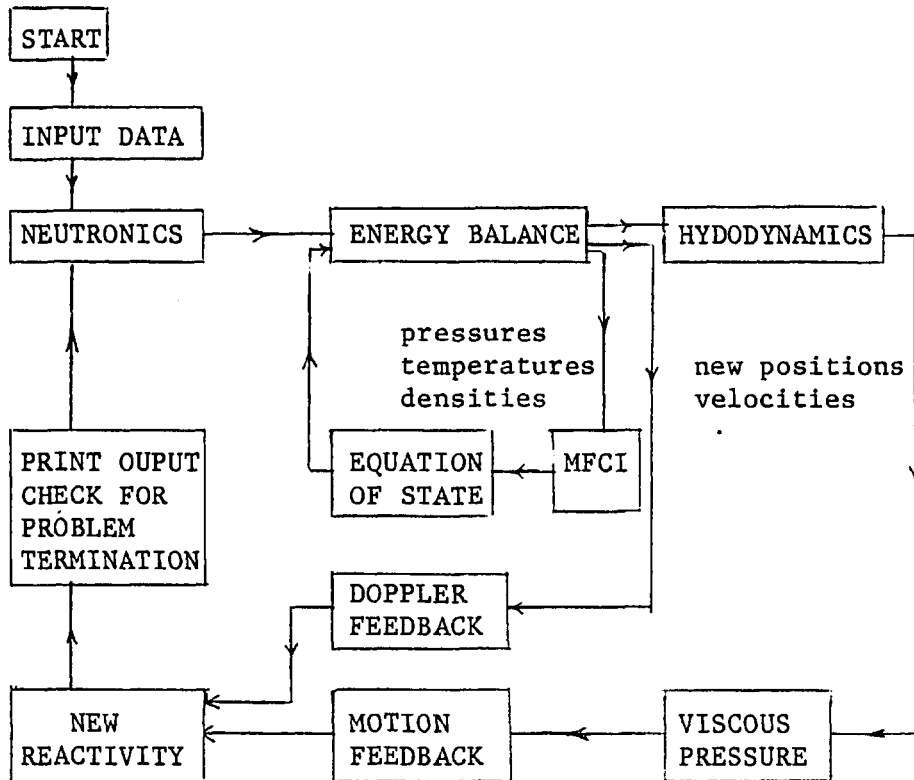 START
INPUT DATA
NEUTRONICS
ENERGY BALANCE
HYDODYNAMICS
pressures
temperatures
densities
new positions
velocities
PRINT OUPUT
CHECK FOR
PROBLEM
TERMINATION
EQUATION
OF STATE
MFCI
DOPPLER
FEEDBACK
NEW
REACTIVITY
MOTION
FEEDBACK
VISCOUS
PRESSURE